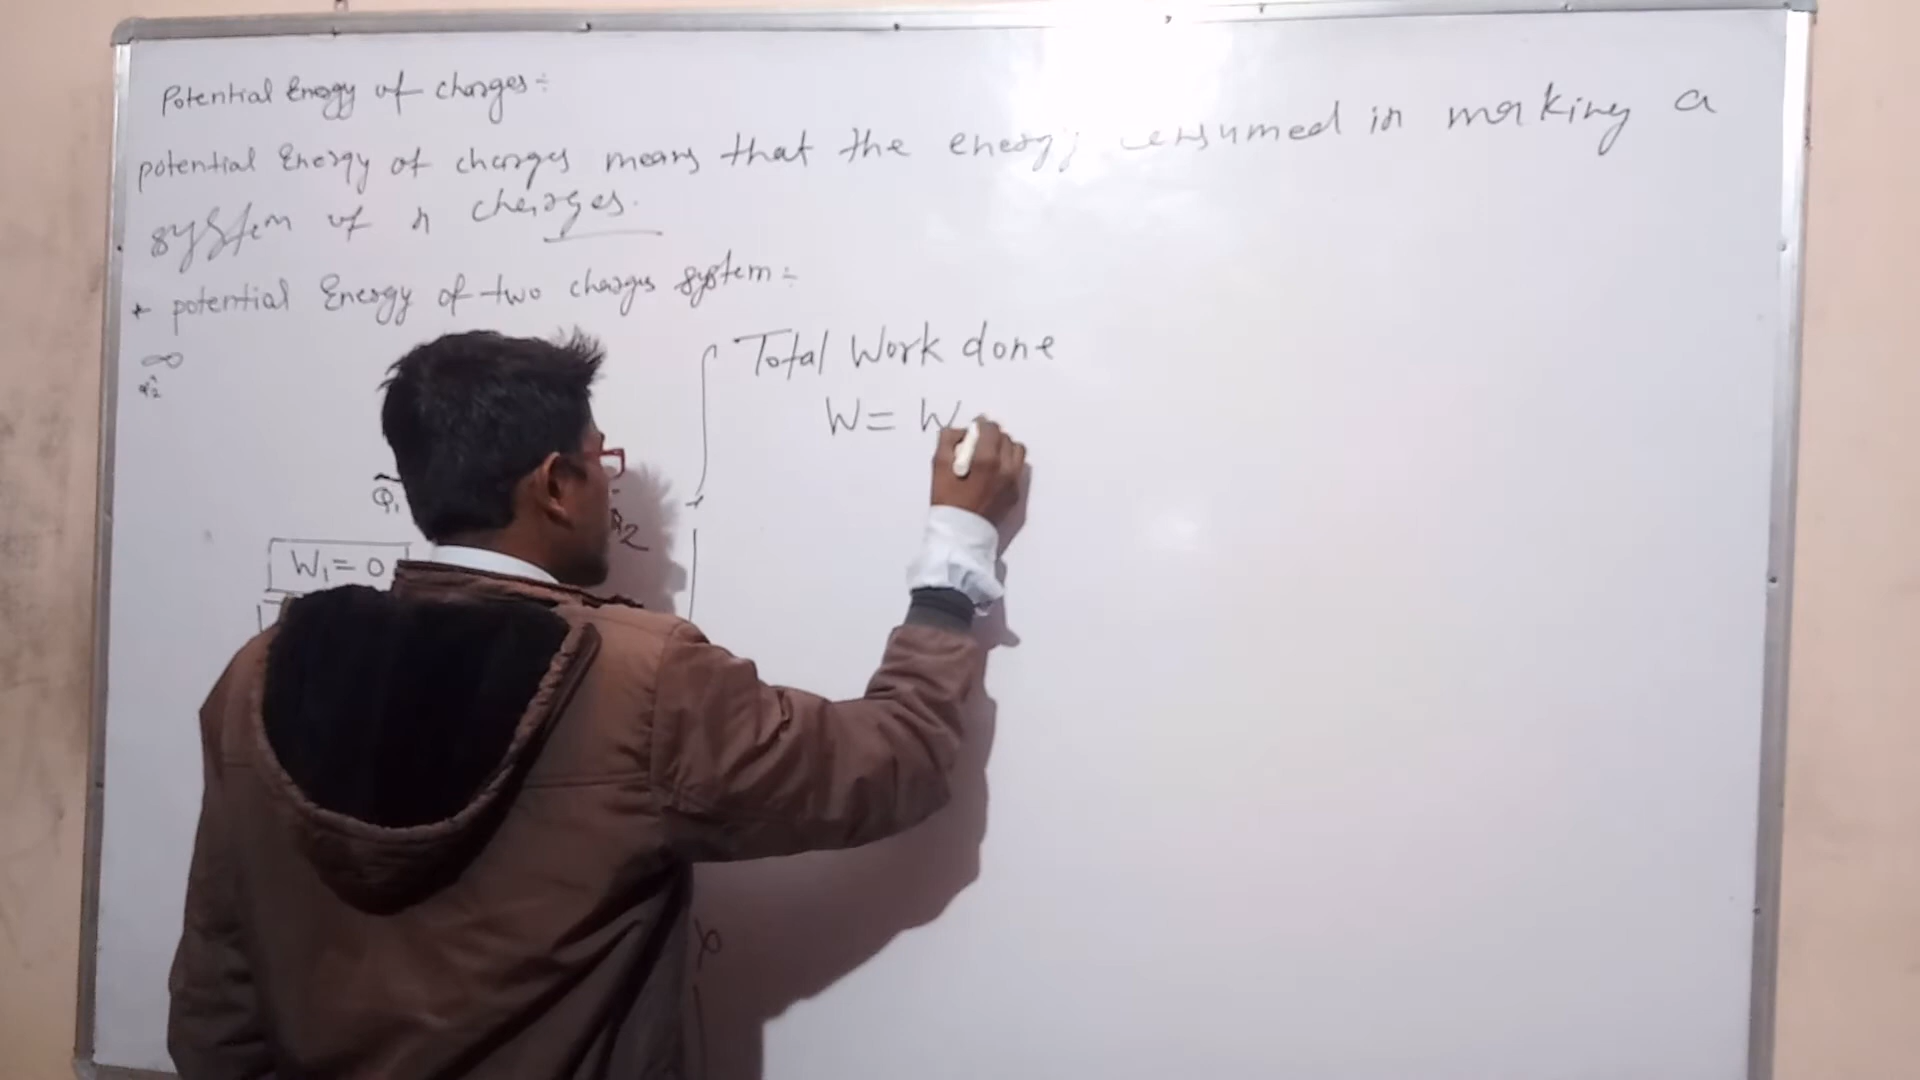 Potential Energy of charges÷
potential Energy of charges means that the energy consumed in making a
system of n charges.
* potential Energy of two charges system÷
∞
q2
Total Work done
W= W
Q1
Q2
W1=0